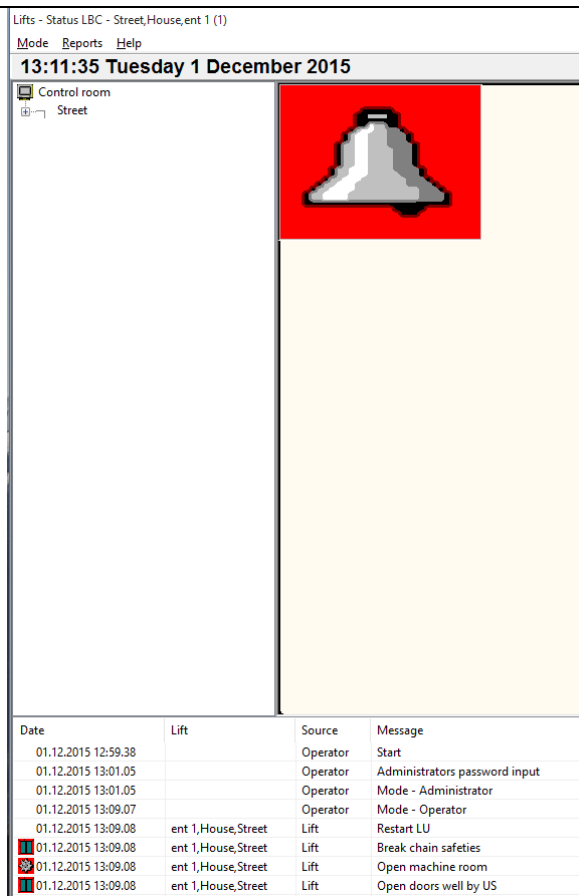 Lifts - Status LBC - Street,House,ent 1 (1)
Mode Reports Help
13:11:35 Tuesday 1 December 2015
Control room
Street
Date Lift Source Message
01.12.2015 12:59.38 Operator Start
01.12.2015 13:01.05 Operator Administrators password input
01.12.2015 13:01.05 Operator Mode - Administrator
01.12.2015 13:09.07 Operator Mode - Operator
01.12.2015 13:09.08 ent 1,House,Street Lift Restart LU
01.12.2015 13:09.08 ent 1,House,Street Lift Break chain safeties
01.12.2015 13:09.08 ent 1,House,Street Lift Open machine room
01.12.2015 13:09.08 ent 1,House,Street Lift Open doors well by US